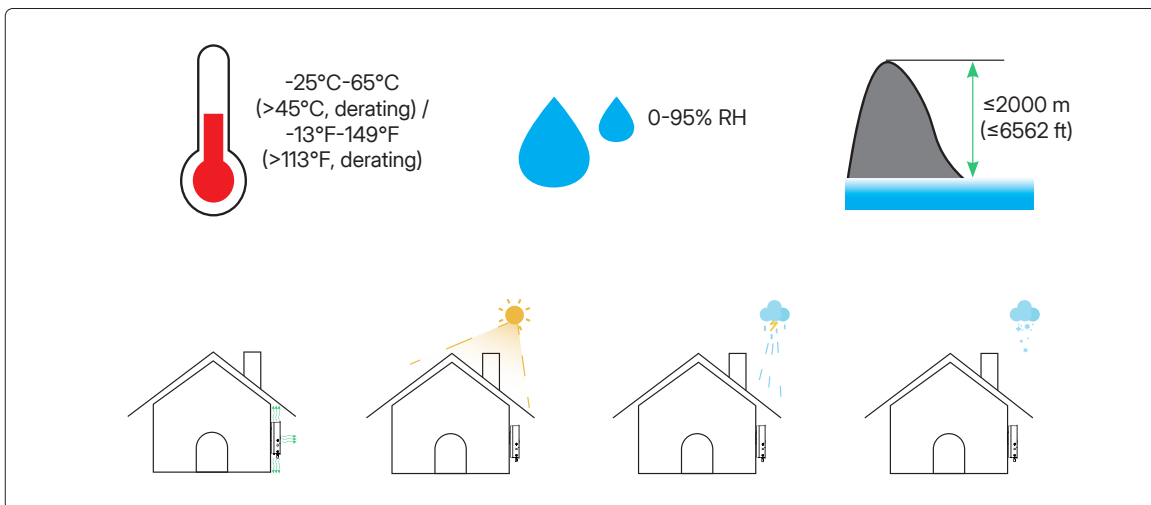 -25°C-65°C
(>45°C, derating) /
-13°F-149°F
(>113°F, derating)
0-95% RH
≤2000 m
(≤6562 ft)